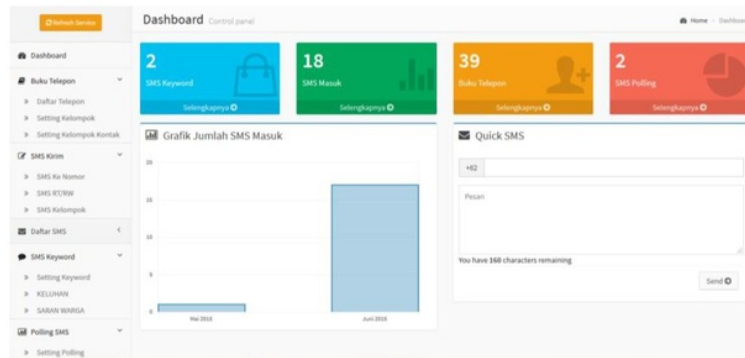 Refresh Service
Dashboard Control panel
Home
Dashboard
Buku Telepon
Daftar Telepon
Setting Kelompok
Setting Kelompok Kontak
SMS Kirim
SMS Ke Nomor
SMS RT/RW
SMS Kelompok
Daftar SMS
SMS Keyword
Setting Keyword
KELUHAN
SARAN WARGA
Polling SMS
Setting Polling
2
SMS Keyword
Selengkapnya
18
SMS Masuk
Selengkapnya
39
Buku Telepon
Selengkapnya
2
SMS Polling
Selengkapnya
Grafik Jumlah SMS Masuk
20
15
10
5
0
Mei 2016
Juni 2016
Quick SMS
+62
Pesan
You have 160 characters remaining
Send